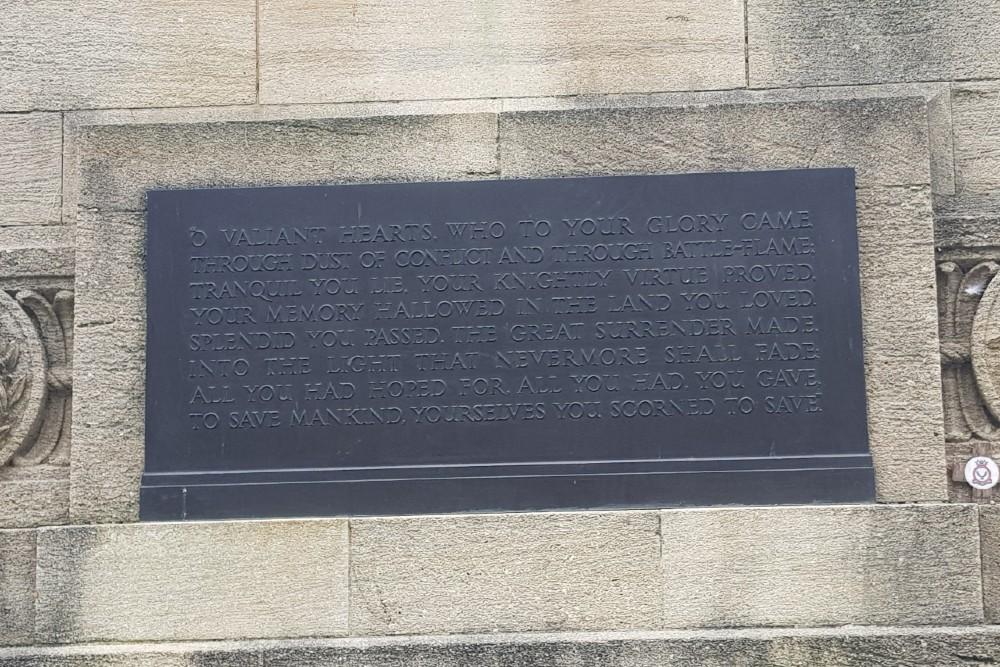 O VALIANT HEARTS, WHO TO YOUR GLORY CAME
THROUGH DUST OF CONFLICT AND THROUGH BATTLE-FLAME;
TRANQUIL YOU LIE, YOUR KNIGHTLY VIRTUE PROVED,
YOUR MEMORY HALLOWED IN THE LAND YOU LOVED.
SPLENDID YOU PASSED, THE GREAT SURRENDER MADE,
INTO THE LIGHT THAT NEVERMORE SHALL FADE;
ALL YOU HAD HOPED FOR, ALL YOU HAD, YOU GAVE,
TO SAVE MANKIND, YOURSELVES YOU SCORNED TO SAVE.